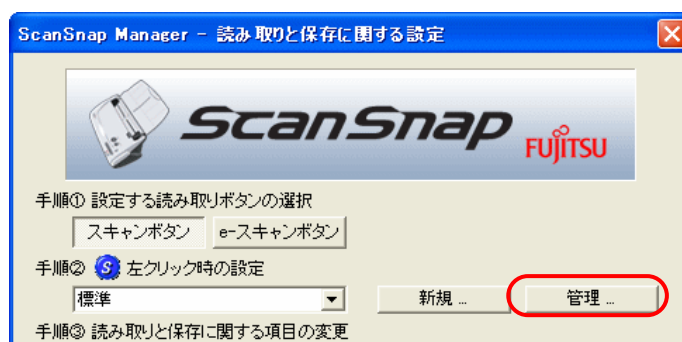 ScanSnap Manager - 読み取りと保存に関する設定
ScanSnap FUJITSU
手順① 設定する読み取りボタンの選択
スキャンボタン e-スキャンボタン
手順② S 左クリック時の設定
標準 新規 ... 管理 ...
手順③ 読み取りと保存に関する項目の変更